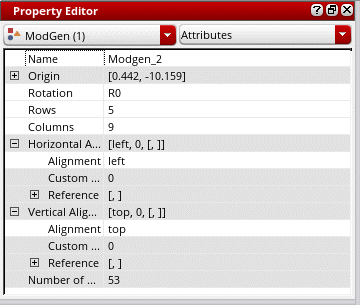 Property Editor
ModGen (1) Attributes
Name Modgen_2
Origin [0.442, -10.159]
Rotation R0
Rows 5
Columns 9
Horizontal A... [left, 0, [, ]]
Alignment left
Custom ... 0
Reference [, ]
Vertical Alig... [top, 0, [, ]]
Alignment top
Custom ... 0
Reference [, ]
Number of ... 53